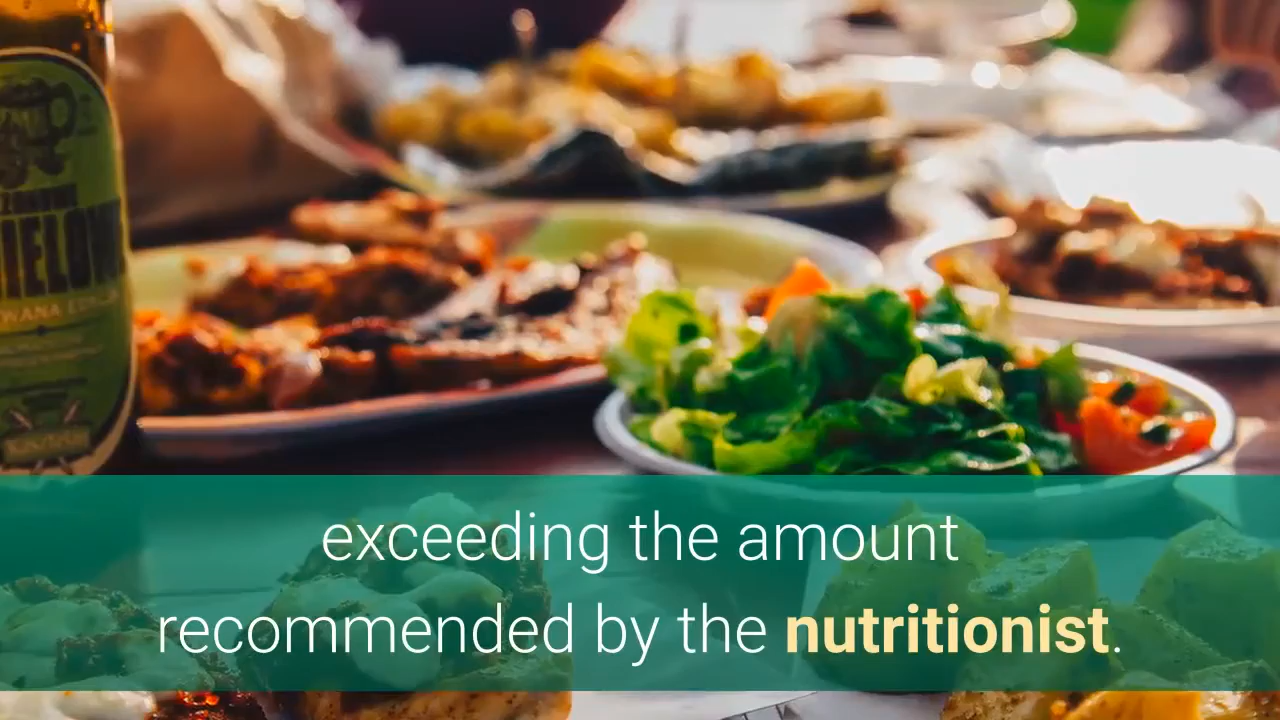 exceeding the amount
recommended by the nutritionist.